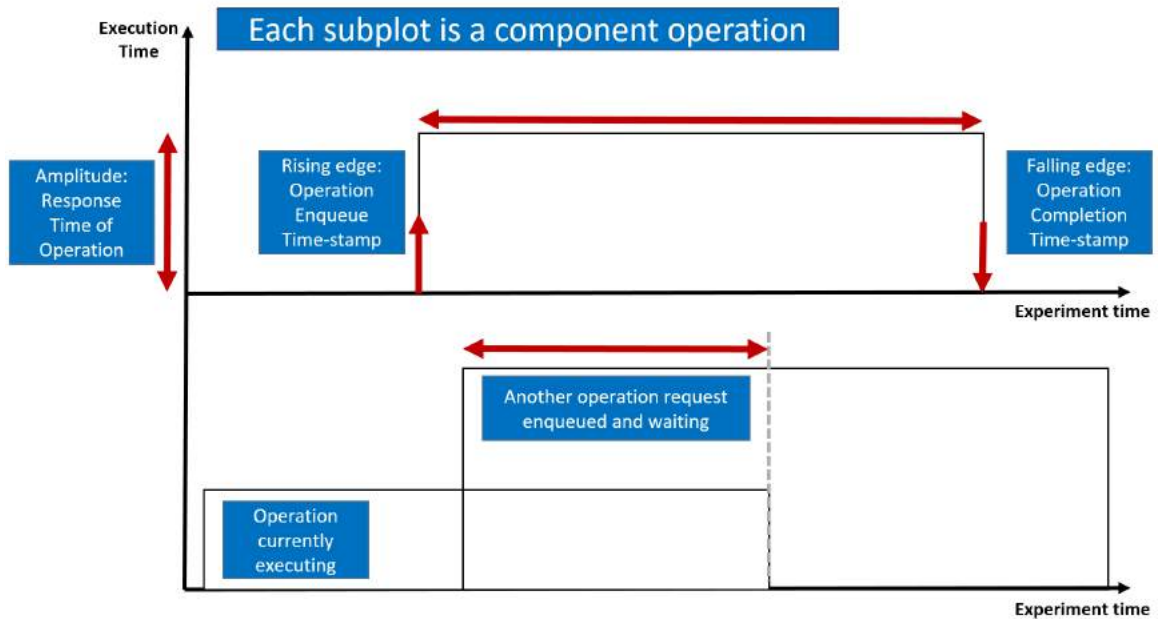 Execution
Time
Each subplot is a component operation
Amplitude:
Response
Time of
Operation
Rising edge:
Operation
Enqueue
Time-stamp
Falling edge:
Operation
Completion
Time-stamp
Experiment time
Another operation request
enqueued and waiting
Operation
currently
executing
Experiment time